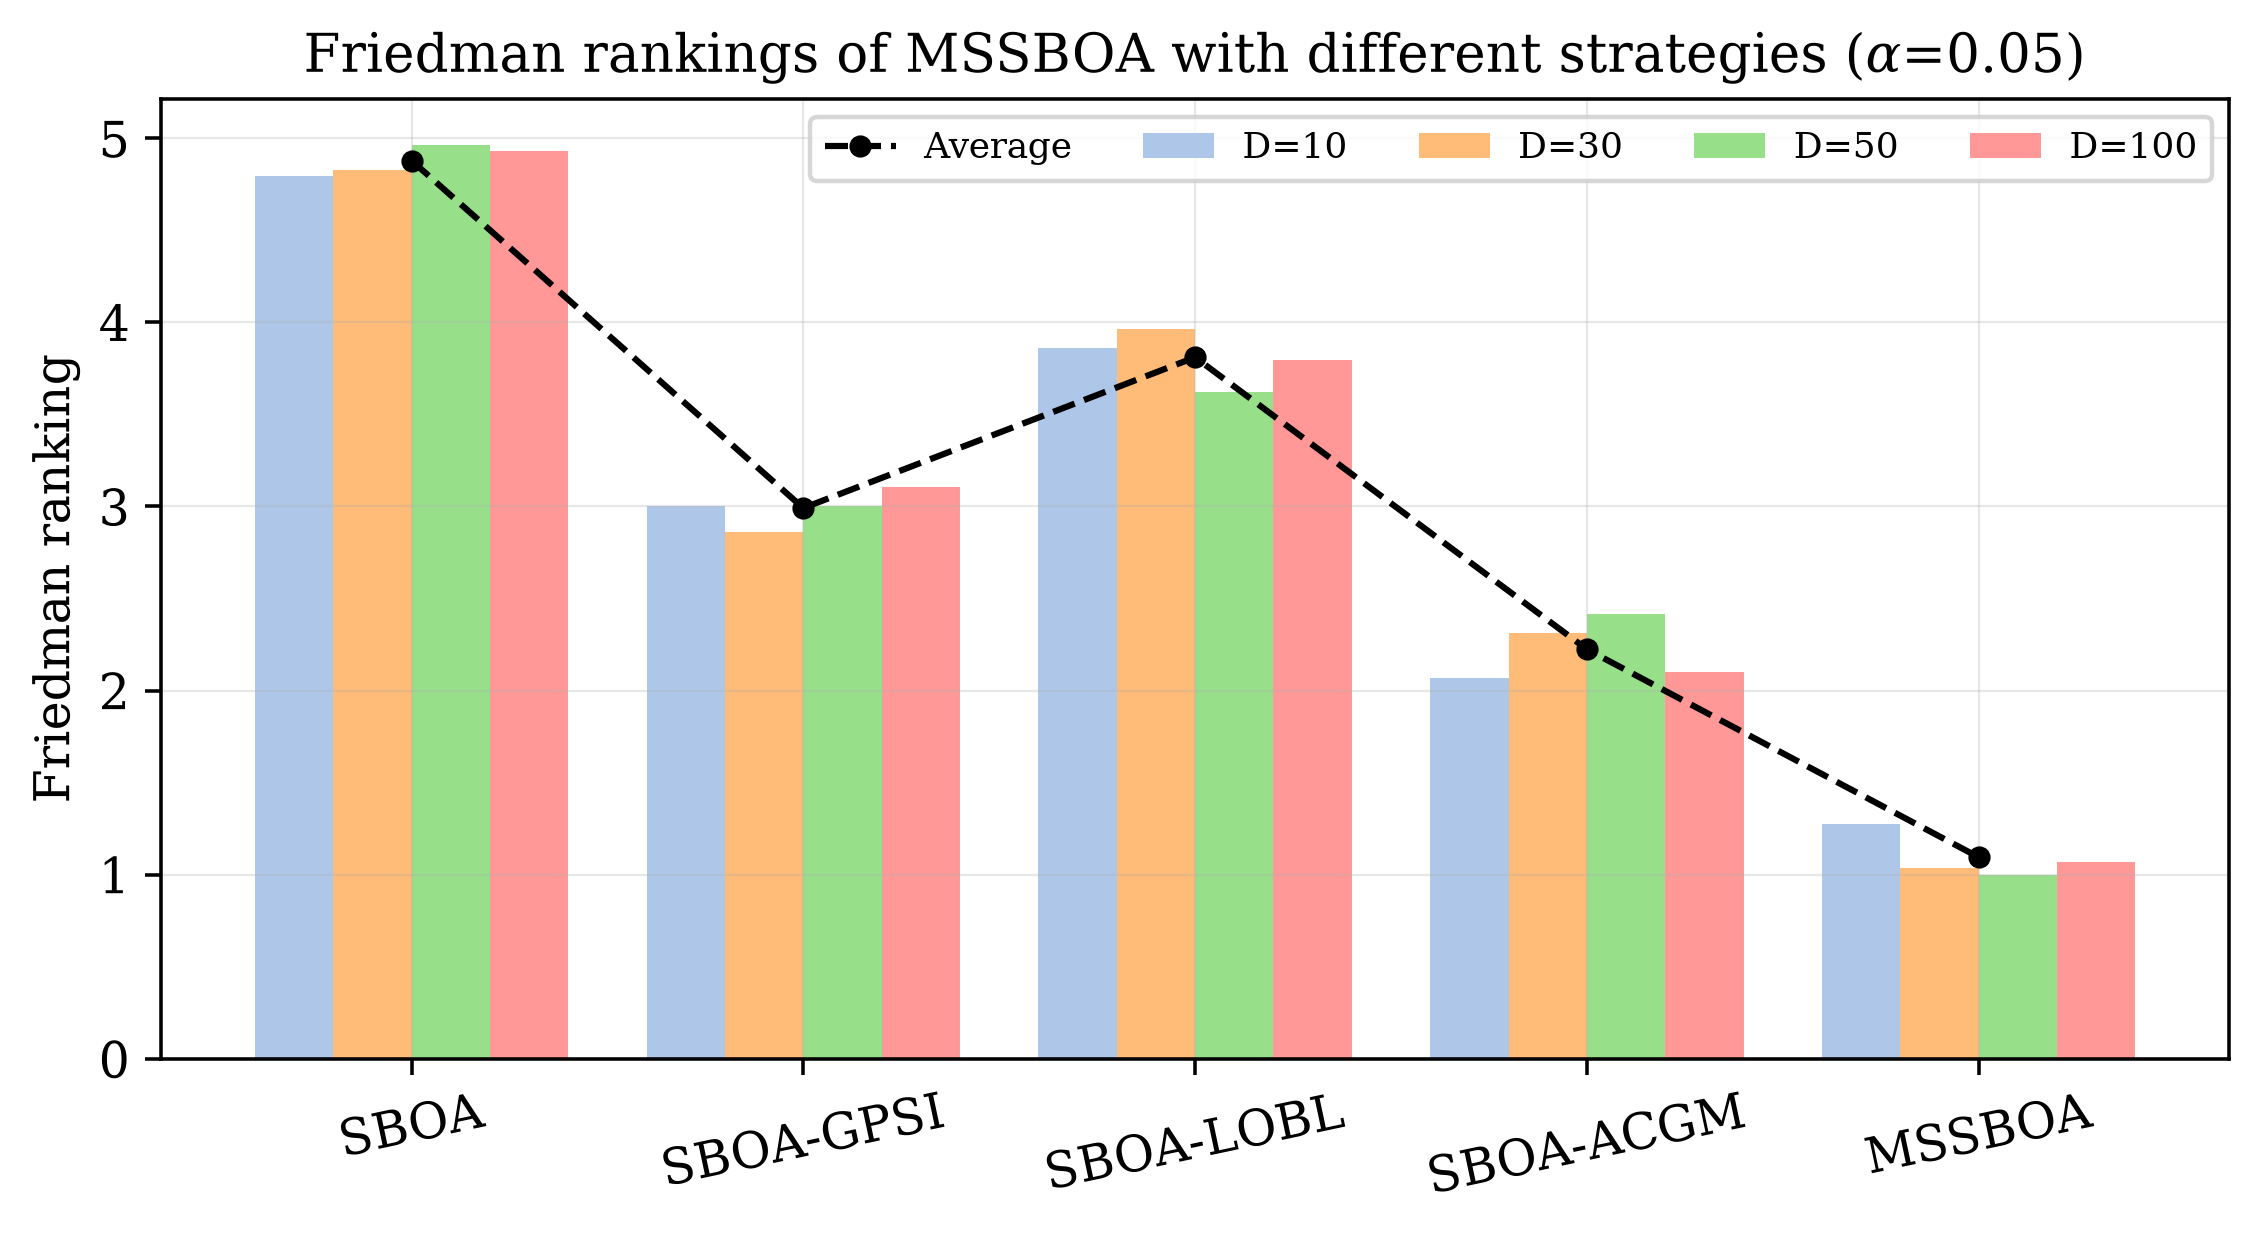 Friedman rankings of MSSBOA with different strategies (α=0.05)
Average D=10 D=30 D=50 D=100
Friedman ranking
5
4
3
2
1
0
SBOA SBOA-GPSI SBOA-LOBL SBOA-ACGM MSSBOA